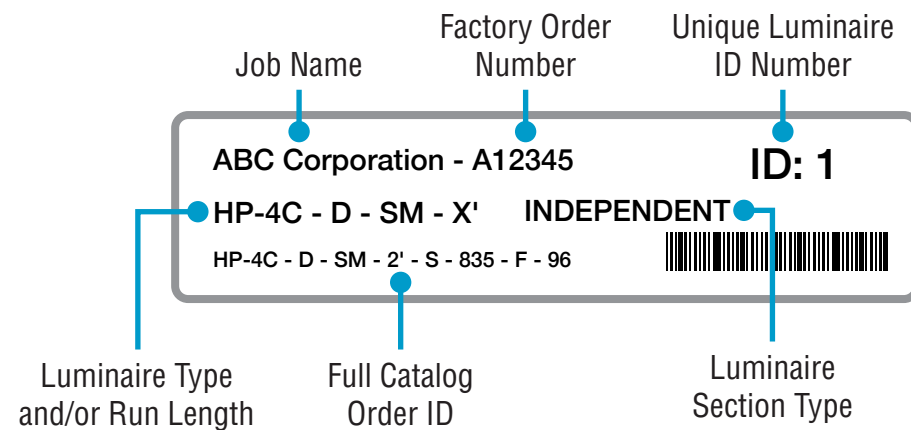 Job Name
Factory Order
Number
Unique Luminaire
ID Number
ABC Corporation - A12345
ID: 1
HP-4C - D - SM - X'
INDEPENDENT
HP-4C - D - SM - 2' - S - 835 - F - 96
Luminaire Type
and/or Run Length
Full Catalog
Order ID
Luminaire
Section Type